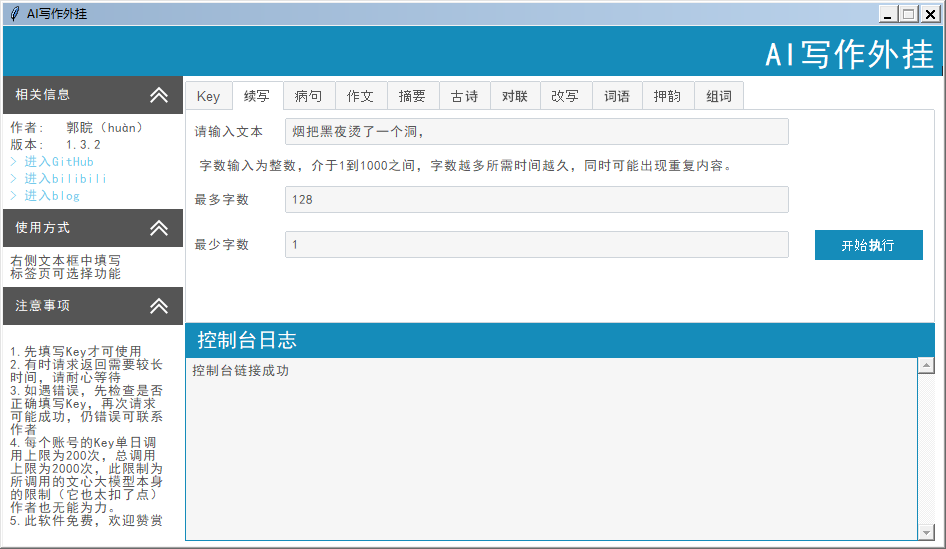 AI写作外挂
AI写作外挂
相关信息
作者: 郭晥（huàn）
版本: 1.3.2
> 进入GitHub
> 进入bilibili
> 进入blog
使用方式
右侧文本框中填写
标签页可选择功能
注意事项
1.先填写Key才可使用
2.有时请求返回需要较长
时间，请耐心等待
3.如遇错误，先检查是否
正确填写Key，再次请求
可能成功，仍错误可联系
作者
4.每个账号的Key单日调
用上限为200次，总调用
上限为2000次，此限制为
所调用的文心大模型本身
的限制（它也太扣了点）
作者也无能为力。
5.此软件免费，欢迎赞赏
Key 续写 病句 作文 摘要 古诗 对联 改写 词语 押韵 组词
请输入文本 烟把黑夜烫了一个洞，
字数输入为整数，介于1到1000之间，字数越多所需时间越久，同时可能出现重复内容。
最多字数 128
最少字数 1
开始执行
控制台日志
控制台链接成功